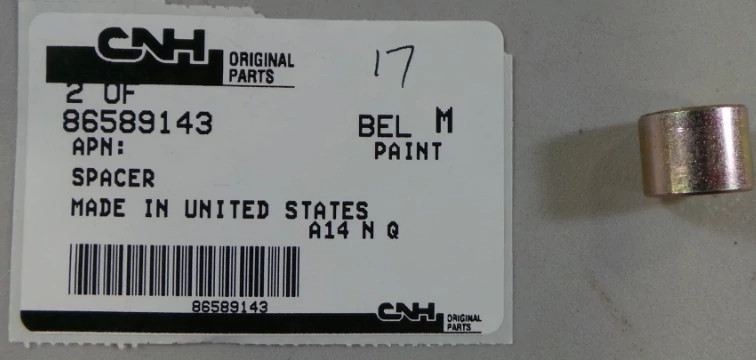 CNH ORIGINAL PARTS
17
2 OF
86589143
BEL M
APN:
PAINT
SPACER
MADE IN UNITED STATES
A14 N Q
86589143
CNH ORIGINAL PARTS